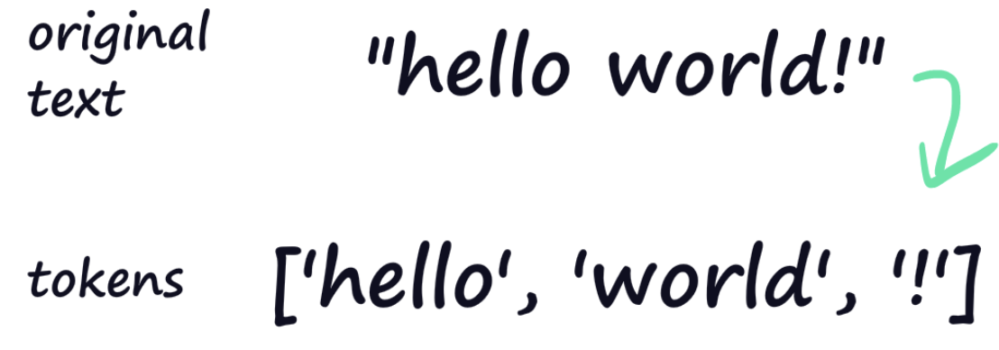 original
text
"hello world!"
tokens
['hello', 'world', '!']